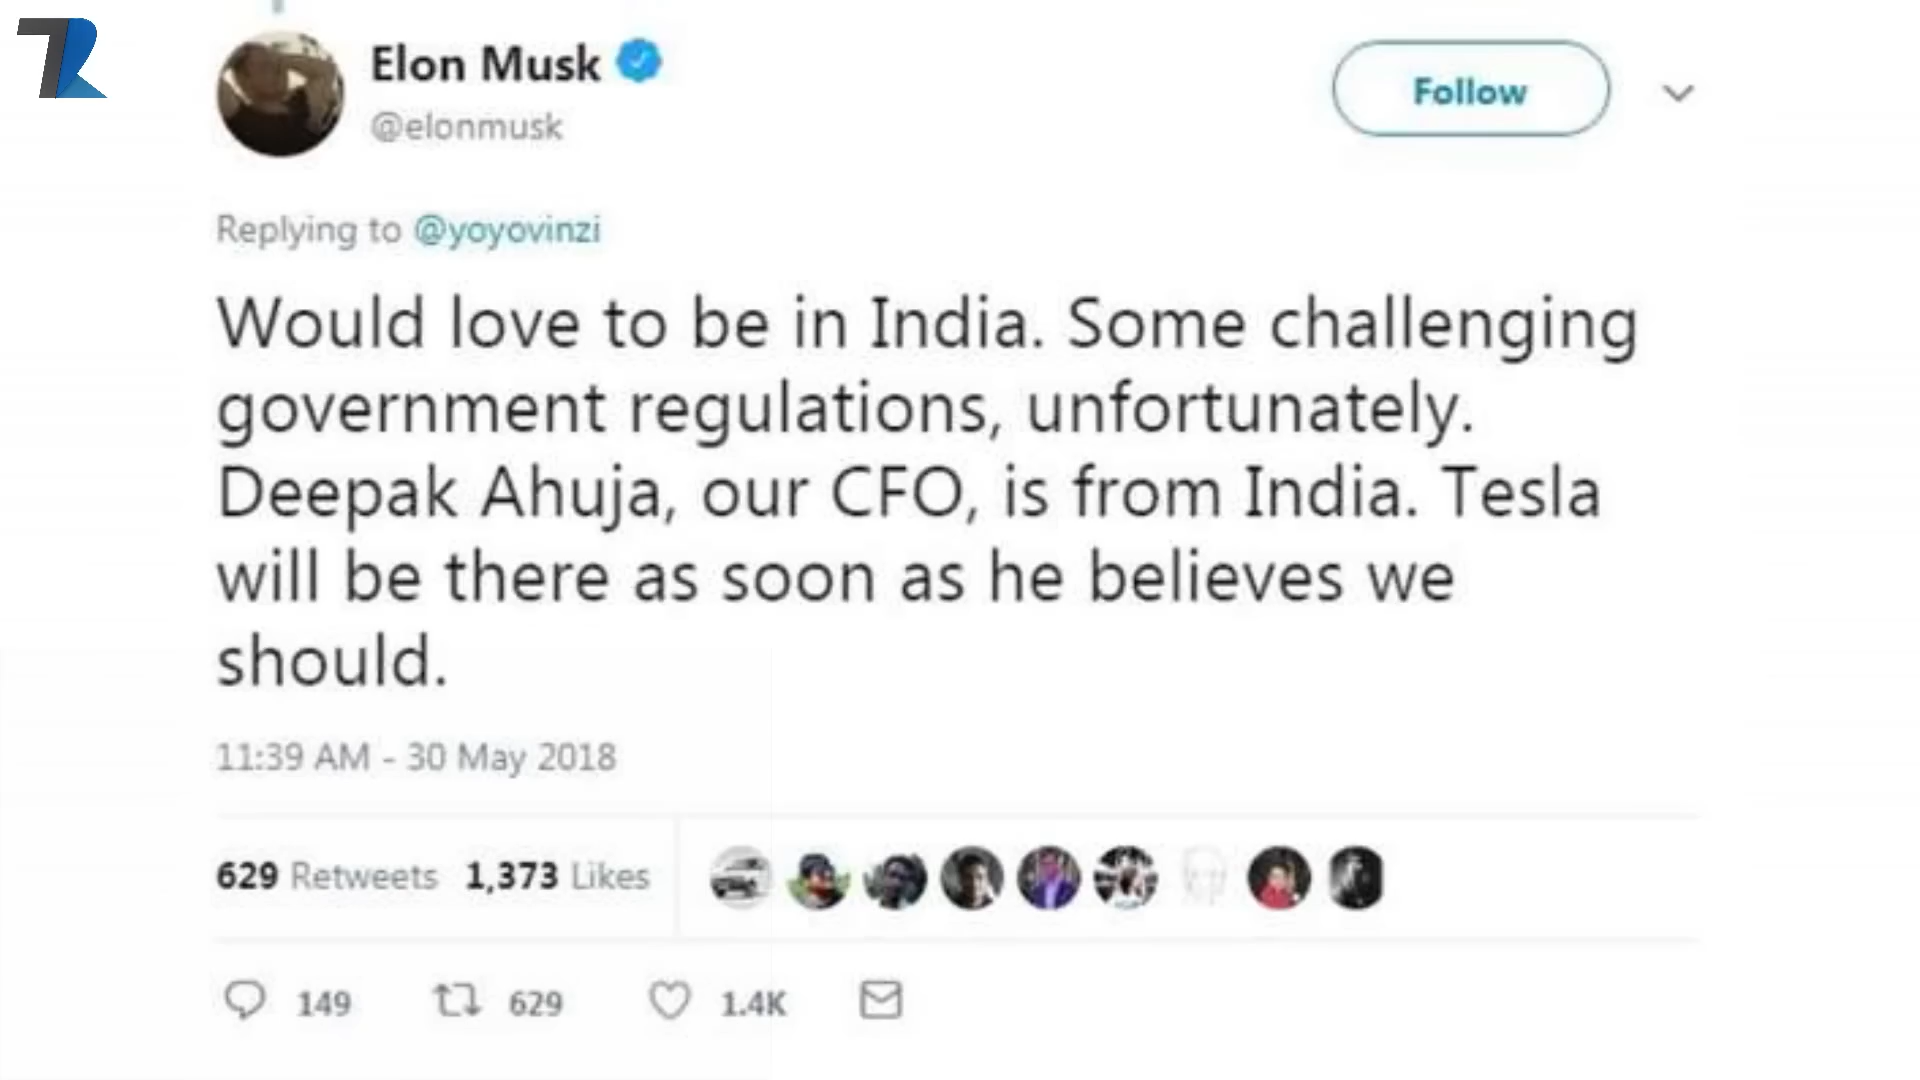 Elon Musk
@elonmusk
Follow
Replying to @yoyovinzi
Would love to be in India. Some challenging
government regulations, unfortunately.
Deepak Ahuja, our CFO, is from India. Tesla
will be there as soon as he believes we
should.
11:39 AM - 30 May 2018
629 Retweets 1,373 Likes
149 629 1.4K